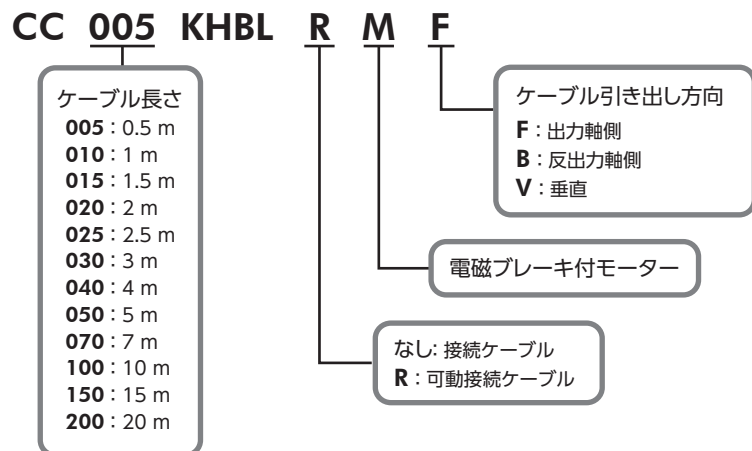 CC 005 KHBL R M F
ケーブル長さ
005：0.5 m
010：1 m
015：1.5 m
020：2 m
025：2.5 m
030：3 m
040：4 m
050：5 m
070：7 m
100：10 m
150：15 m
200：20 m
ケーブル引き出し方向
F：出力軸側
B：反出力軸側
V：垂直
電磁ブレーキ付モーター
なし：接続ケーブル
R：可動接続ケーブル